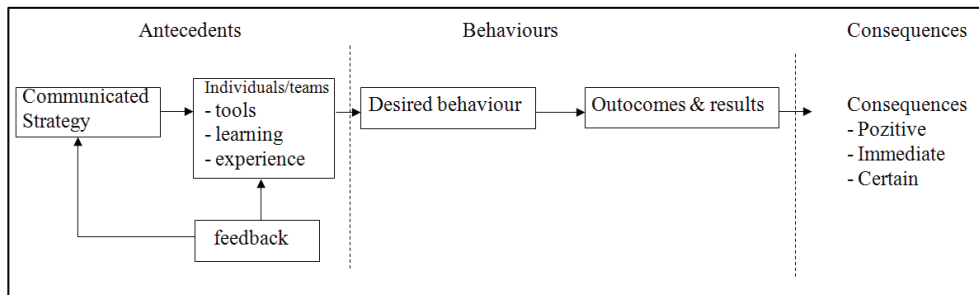 Antecedents
Behaviours
Consequences
Communicated
Strategy
Individuals/teams
- tools
- learning
- experience
Desired behaviour
Outocomes & results
Consequences
- Pozitive
- Immediate
- Certain
feedback